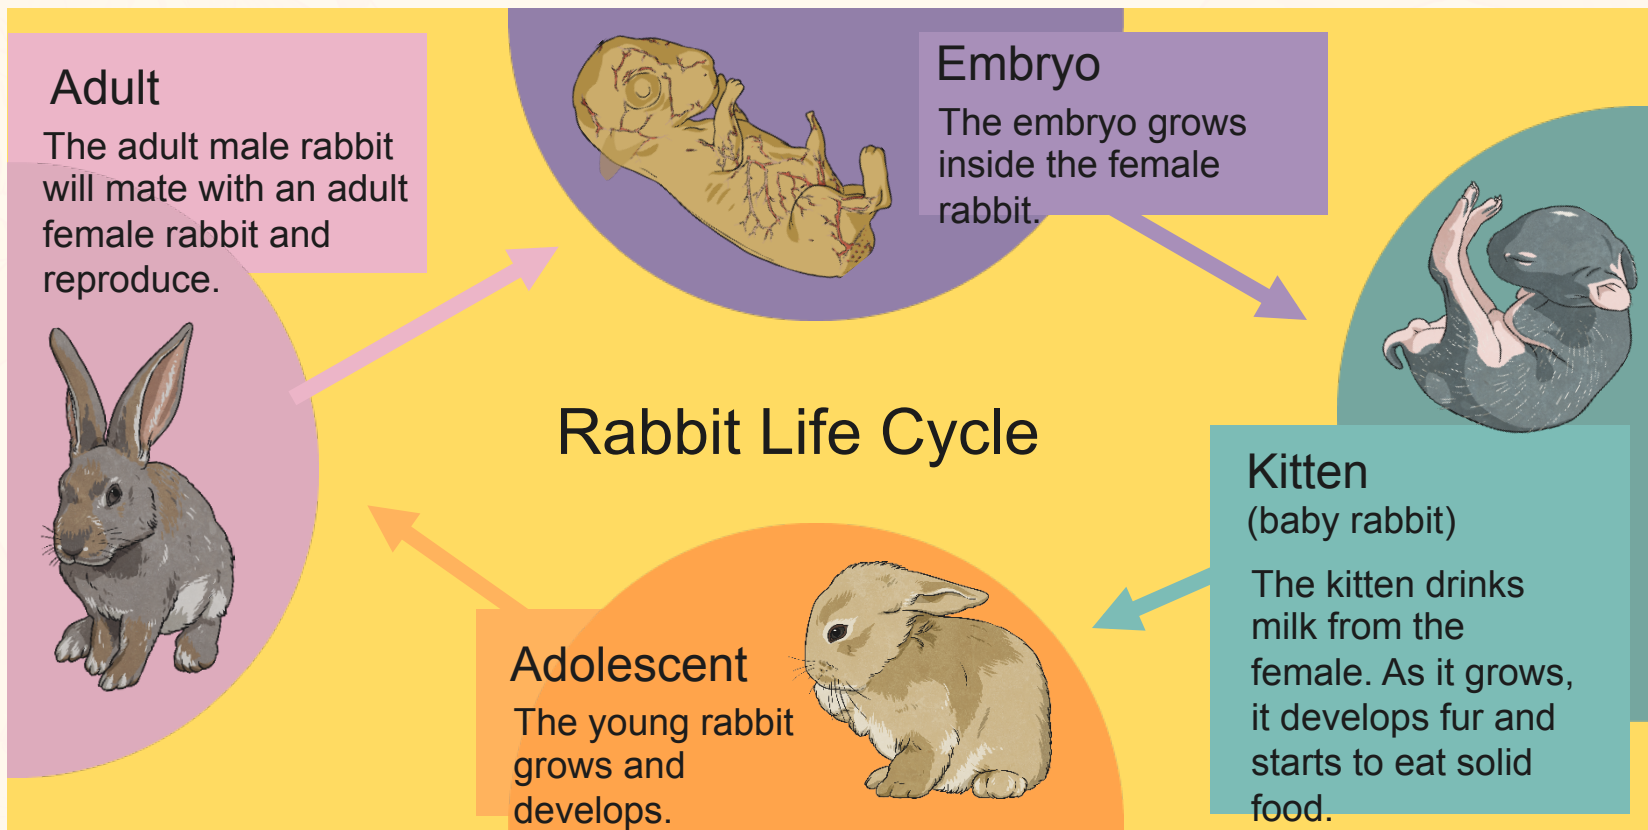 Rabbit Life Cycle
Adult
The adult male rabbit
will mate with an adult
female rabbit and
reproduce.
Embryo
The embryo grows
inside the female
rabbit.
Kitten
(baby rabbit)
The kitten drinks
milk from the
female. As it grows,
it develops fur and
starts to eat solid
food.
Adolescent
The young rabbit
grows and
develops.